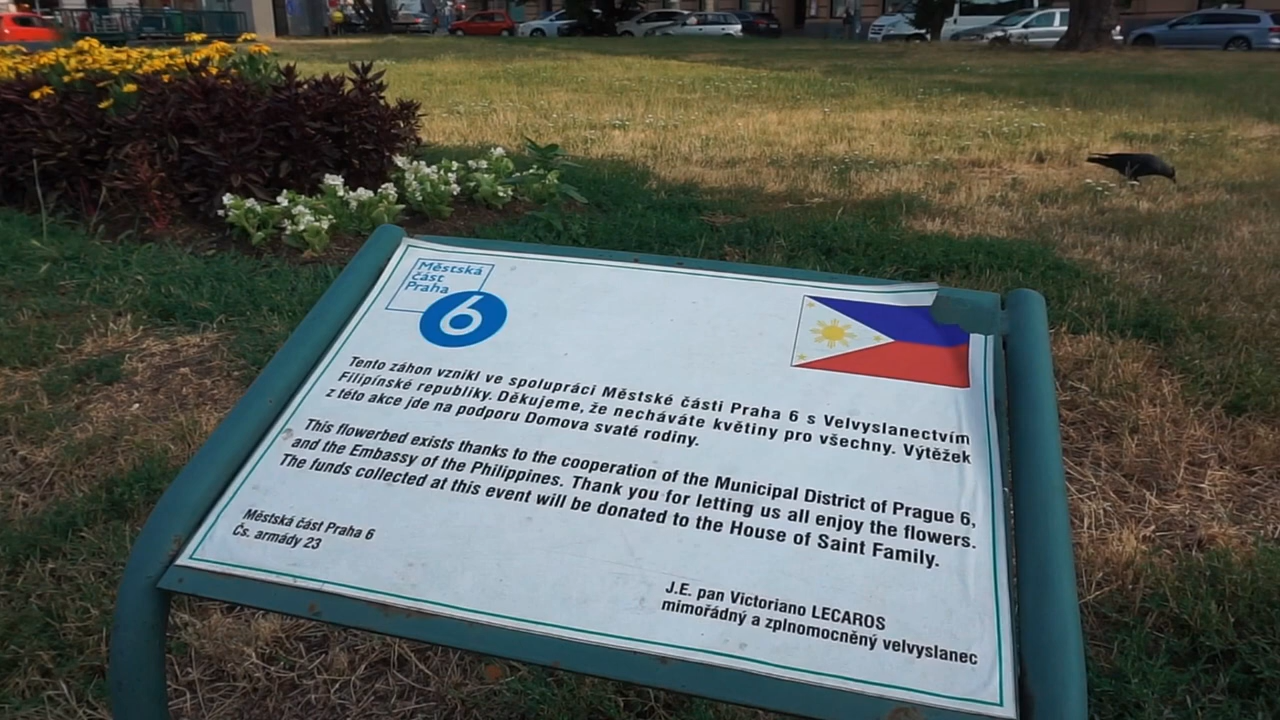 Městská
část
Praha
6
Tento záhon vznikl ve spolupráci Městské části Praha 6 s Velvyslanectvím
Filipínské republiky. Děkujeme, že necháváte květiny pro všechny. Výtěžek
z této akce jde na podporu Domova svaté rodiny.
This flowerbed exists thanks to the cooperation of the Municipal District of Prague 6,
and the Embassy of the Philippines. Thank you for letting us all enjoy the flowers.
The funds collected at this event will be donated to the House of Saint Family.
Městská část Praha 6
Čs. armády 23
J.E. pan Victoriano LECAROS
mimořádný a zplnomocněný velvyslanec